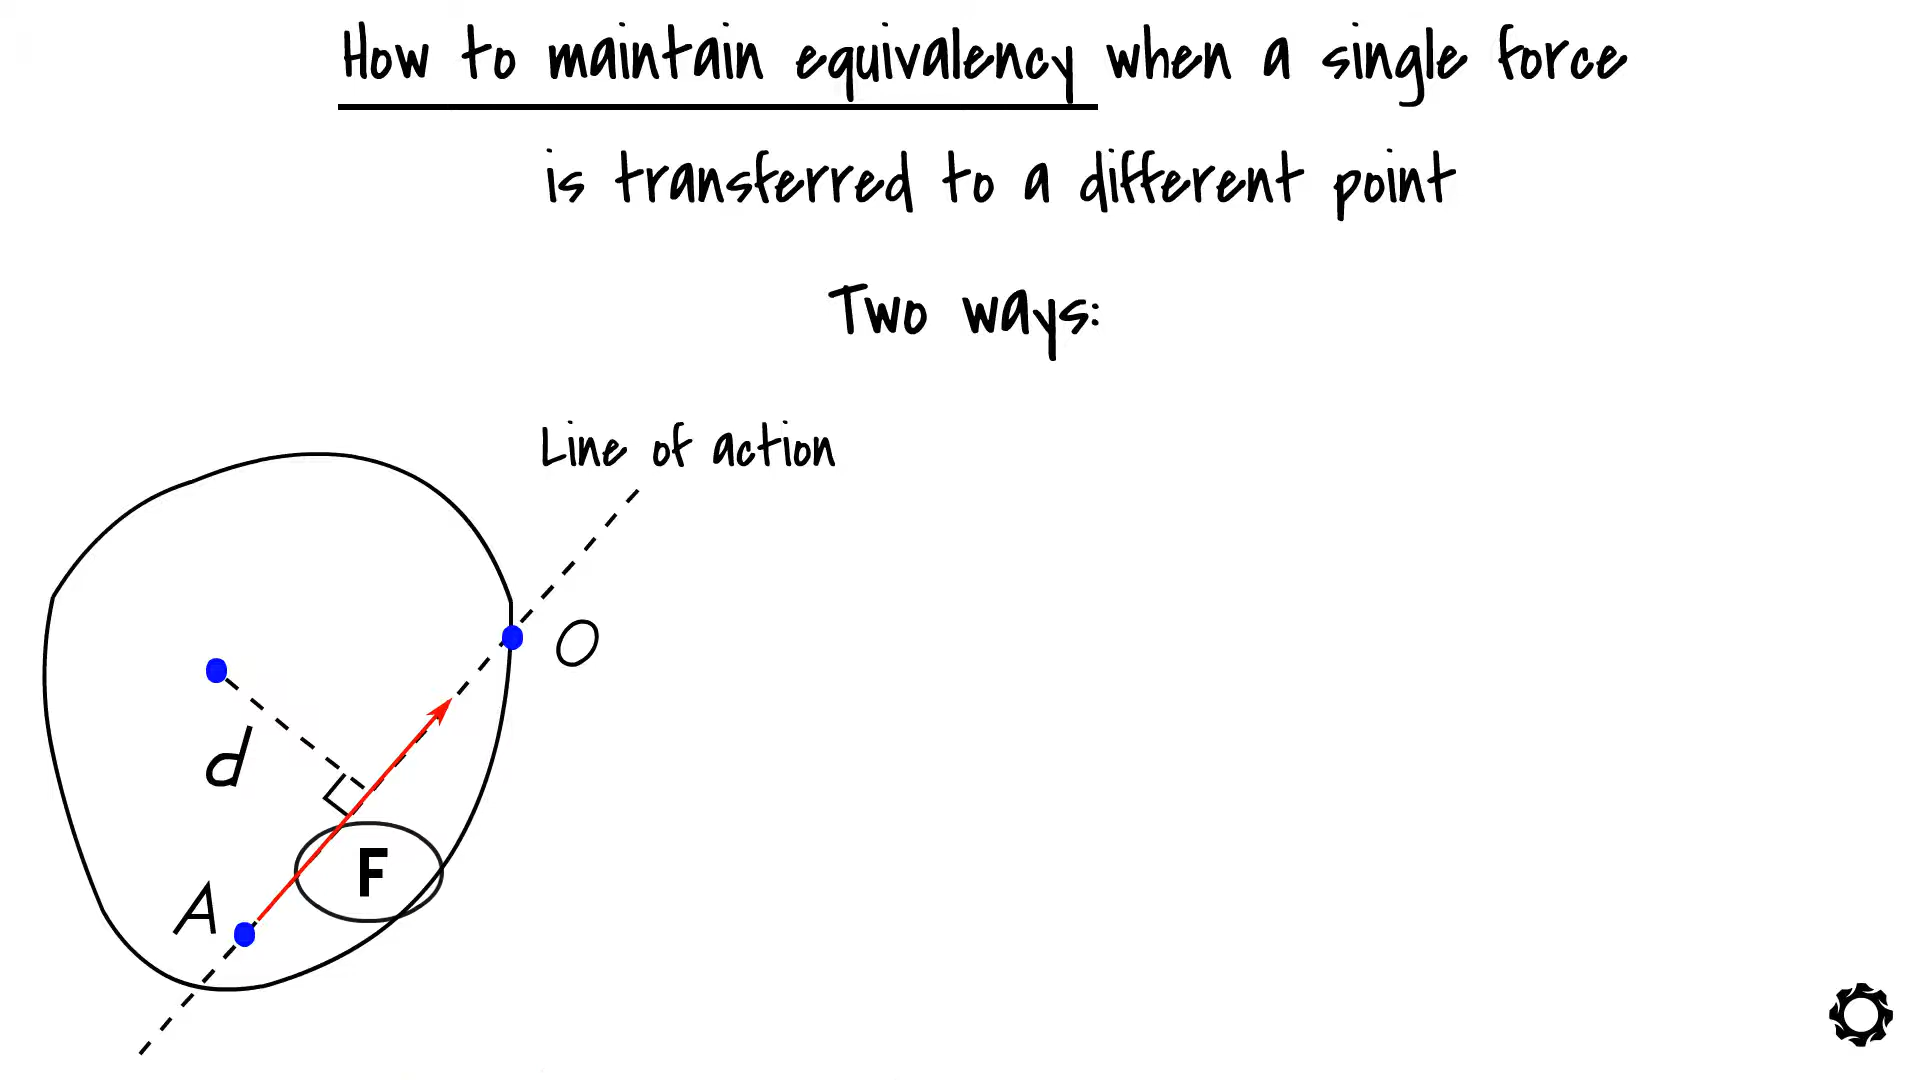 How to maintain equivalency when a single force
is transferred to a different point
Two ways:
Line of action
O
d
F
A